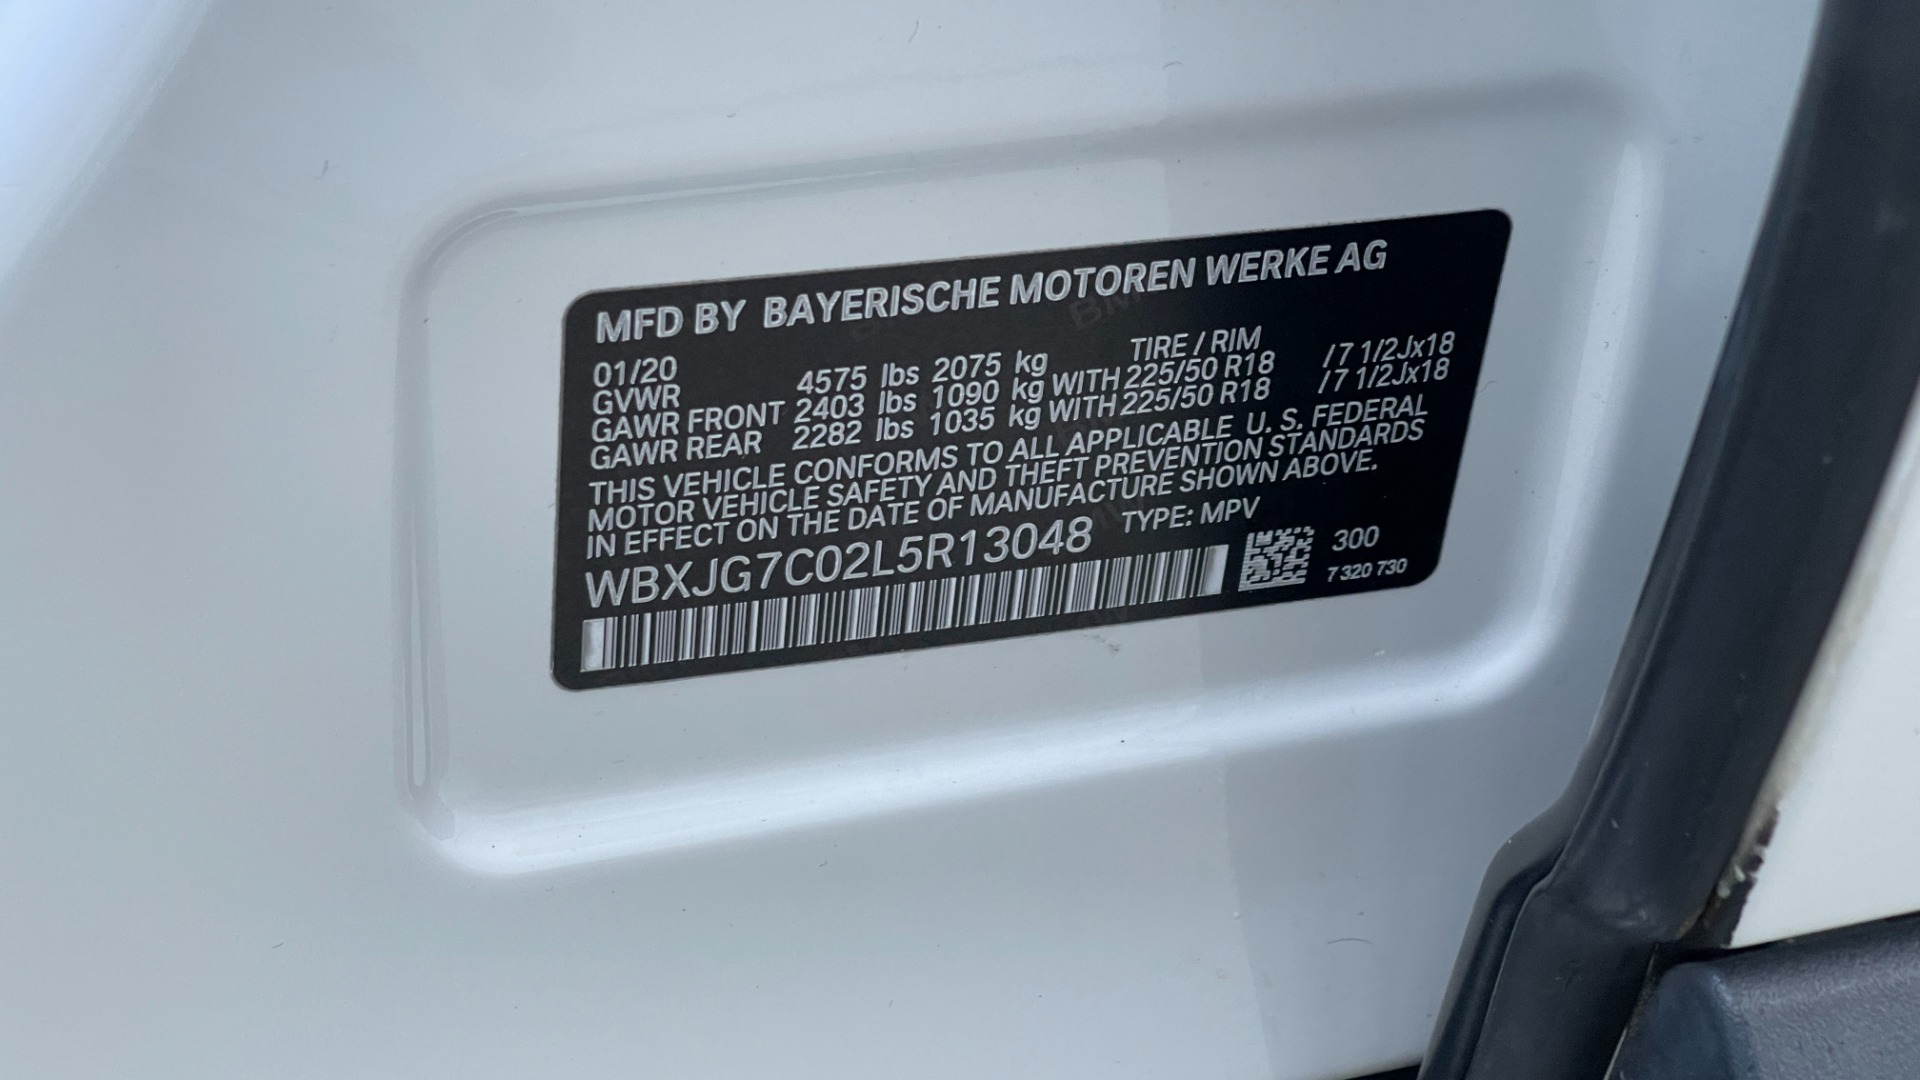 MFD BY BAYERISCHE MOTOREN WERKE AG
01/20 TIRE / RIM
GVWR 4575 lbs 2075 kg
GAWR FRONT 2403 lbs 1090 kg WITH 225/50 R18 /7 1/2Jx18
GAWR REAR 2282 lbs 1035 kg WITH 225/50 R18 /7 1/2Jx18
THIS VEHICLE CONFORMS TO ALL APPLICABLE U. S. FEDERAL
MOTOR VEHICLE SAFETY AND THEFT PREVENTION STANDARDS
IN EFFECT ON THE DATE OF MANUFACTURE SHOWN ABOVE.
WBXJG7C02L5R13048 TYPE: MPV
300
7 320 730